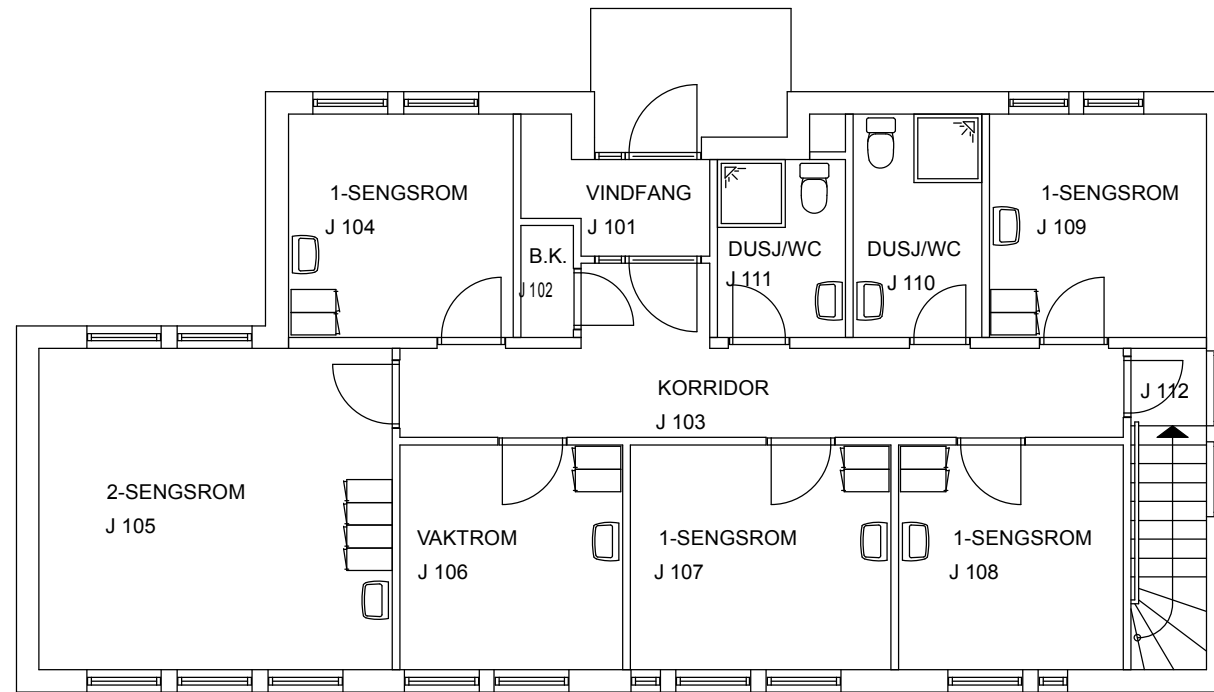 1-SENGSROM
J 104
VINDFANG
J 101
1-SENGSROM
J 109
B.K.
J 102
DUSJ/WC
J 111
DUSJ/WC
J 110
KORRIDOR
J 103
J 112
2-SENGSROM
J 105
VAKTROM
J 106
1-SENGSROM
J 107
1-SENGSROM
J 108